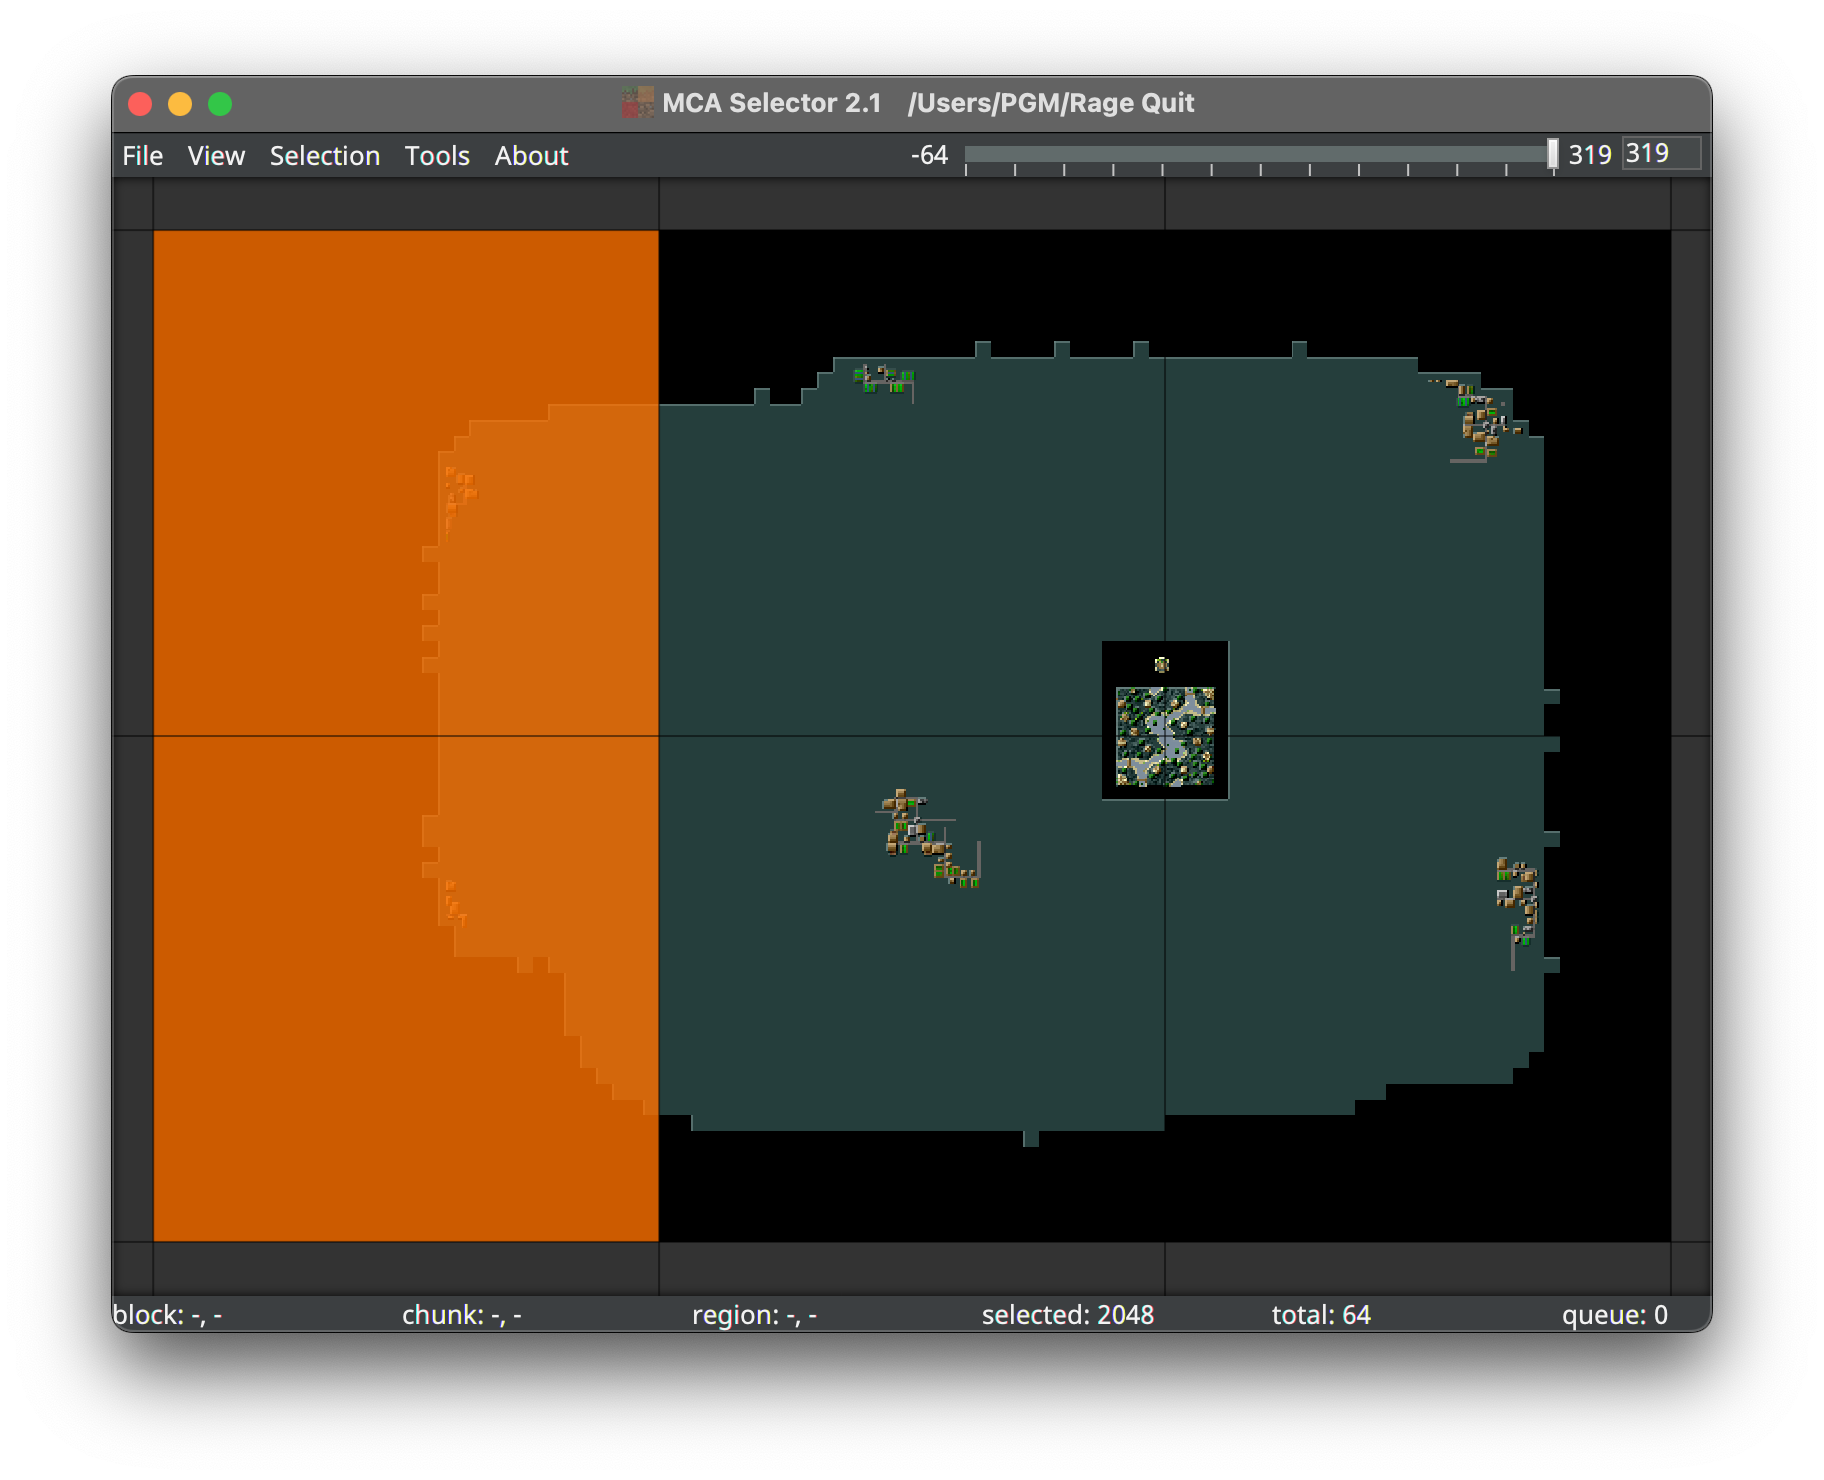 MCA Selector 2.1 /Users/PGM/Rage Quit
File View Selection Tools About -64 319 319
block: -, - chunk: -, - region: -, - selected: 2048 total: 64 queue: 0